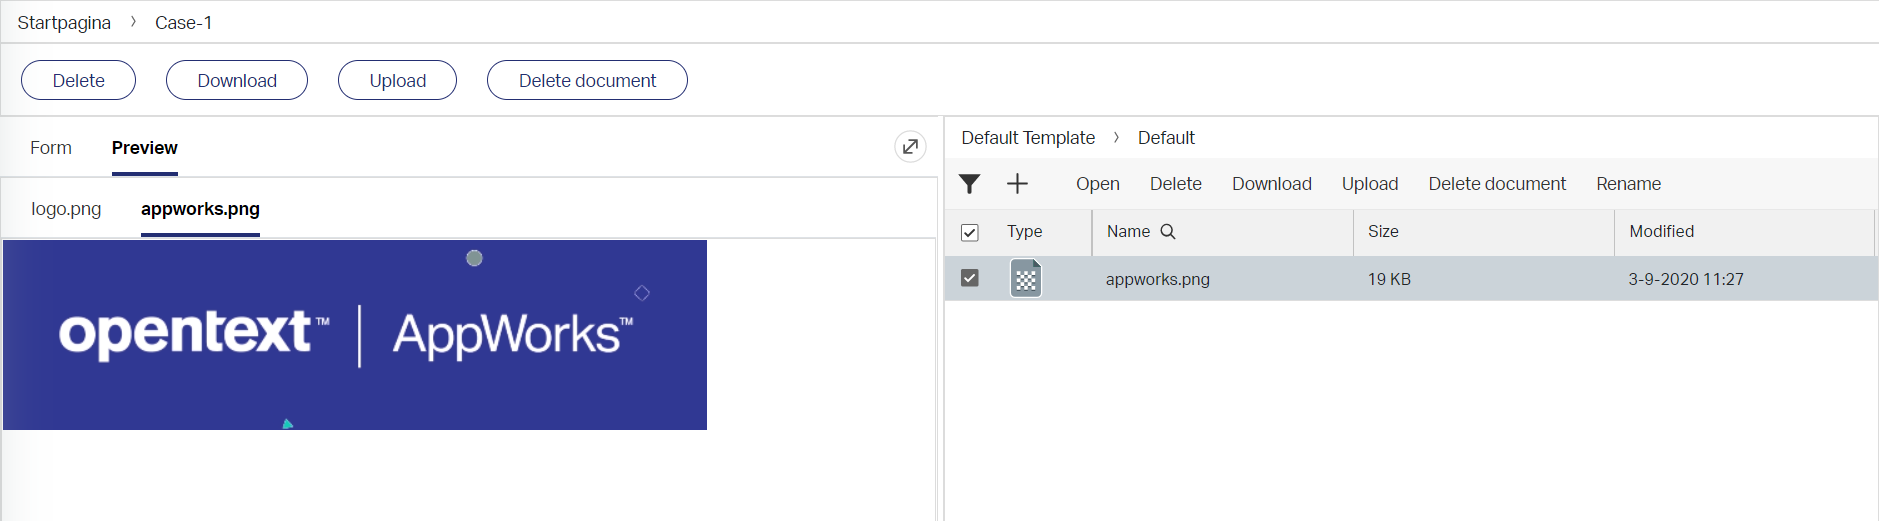 Startpagina › Case-1
Delete Download Upload Delete document
Form Preview
logo.png appworks.png
opentext™ | AppWorks™
Default Template › Default
Open Delete Download Upload Delete document Rename
Type Name Size Modified
appworks.png 19 KB 3-9-2020 11:27